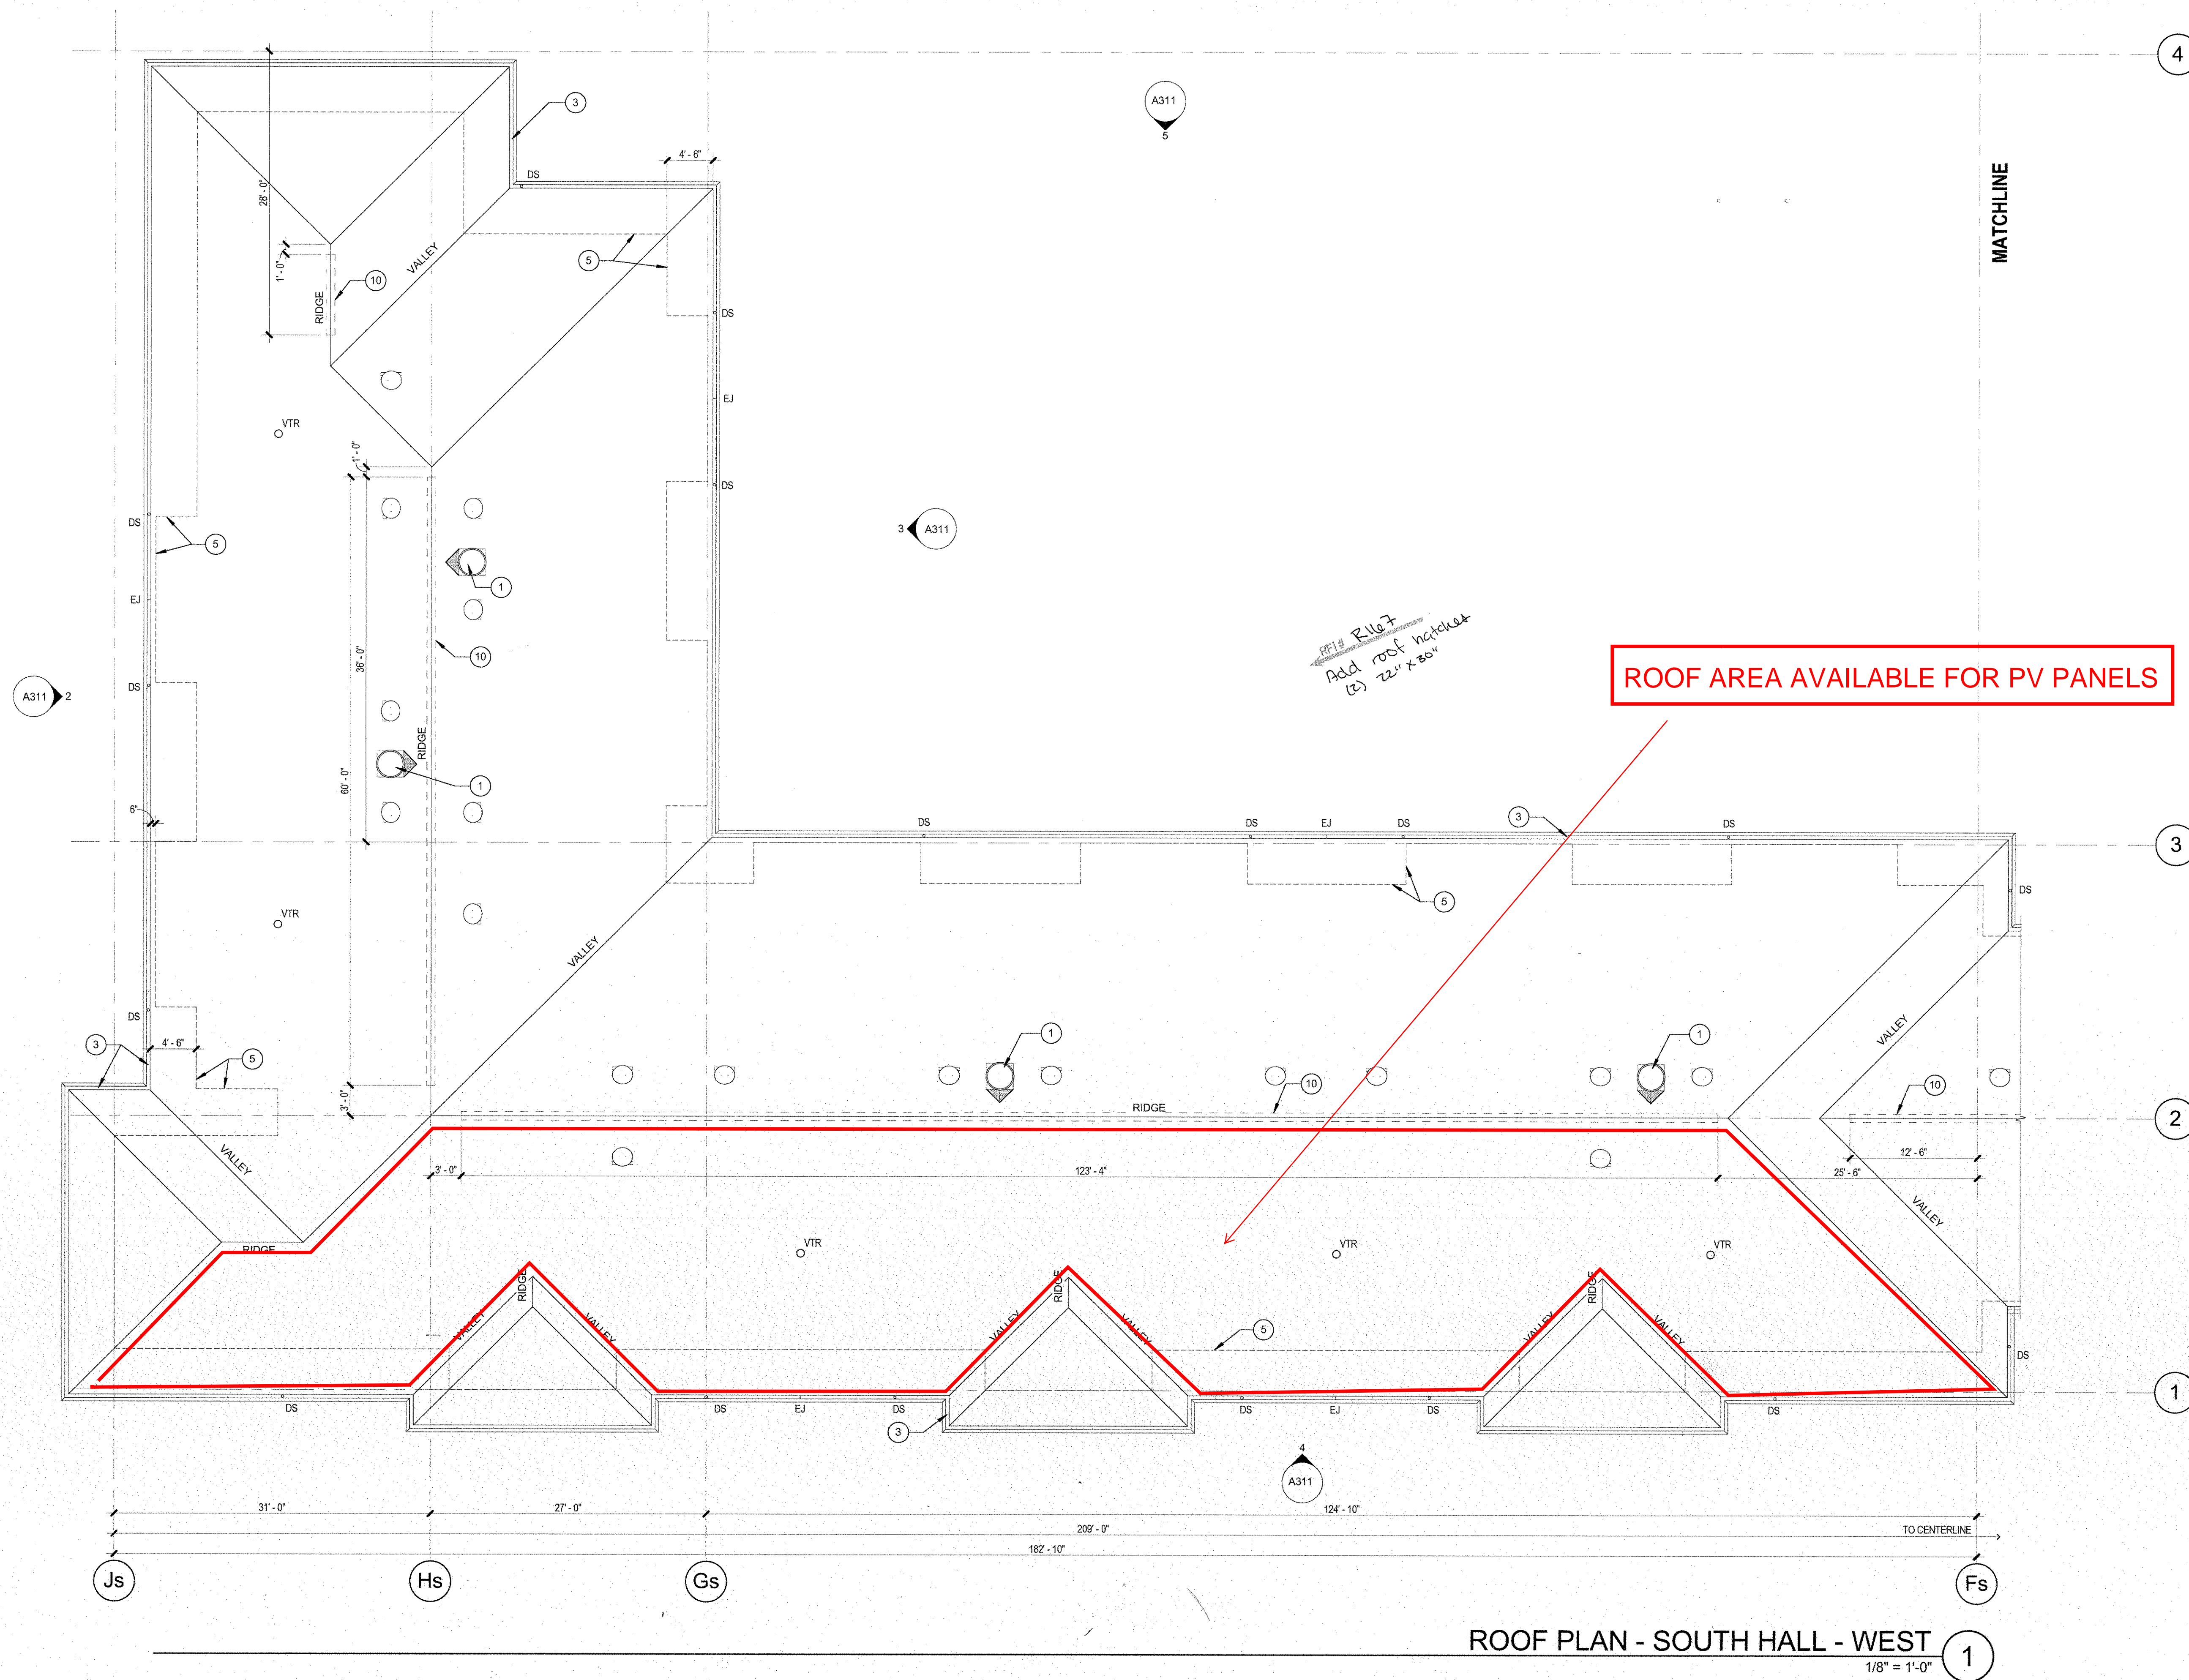 4
A311
5
MATCHLINE
3
DS
4' - 6"
28' - 0"
VALLEY
5
1' - 0"
10
RIDGE
DS
VTR
EJ
1' - 0"
DS
DS
3 A311
5
1
EJ
RFI# R1167
Add roof hatches
(2) 22" X 30"
36' - 0"
10
ROOF AREA AVAILABLE FOR PV PANELS
A311 2
DS
RIDGE
60' - 0"
1
6"
DS
DS
EJ
DS
3
DS
3
DS
5
VTR
VALLEY
DS
3
4' - 6"
5
1
1
VALLEY
10
10
3' - 0"
RIDGE
2
VALLEY
3' - 0"
123' - 4"
12' - 6"
25' - 6"
VALLEY
RIDGE
VTR
VTR
VTR
RIDGE
RIDGE
RIDGE
VALLEY
VALLEY
VALLEY
VALLEY
VALLEY
VALLEY
5
DS
1
DS
DS
EJ
DS
DS
EJ
DS
DS
3
4
A311
31' - 0"
27' - 0"
124' - 10"
209' - 0"
TO CENTERLINE
182' - 10"
Js
Hs
Gs
Fs
ROOF PLAN - SOUTH HALL - WEST
1
1/8" = 1'-0"